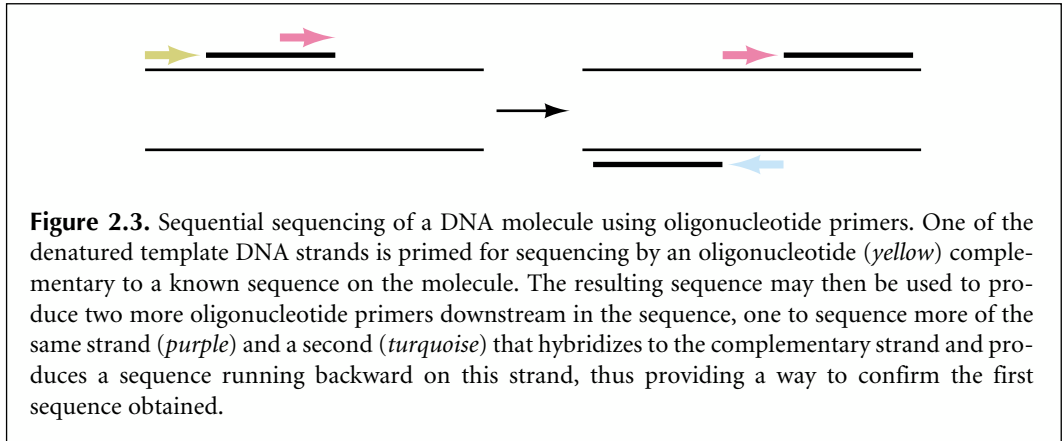 Figure 2.3. Sequential sequencing of a DNA molecule using oligonucleotide primers. One of the
denatured template DNA strands is primed for sequencing by an oligonucleotide (yellow) comple-
mentary to a known sequence on the molecule. The resulting sequence may then be used to pro-
duce two more oligonucleotide primers downstream in the sequence, one to sequence more of the
same strand (purple) and a second (turquoise) that hybridizes to the complementary strand and pro-
duces a sequence running backward on this strand, thus providing a way to confirm the first
sequence obtained.